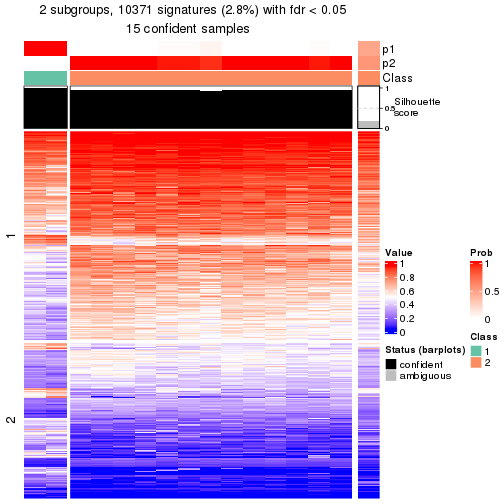 2 subgroups, 10371 signatures (2.8%) with fdr < 0.05
15 confident samples
p1
p2
Class
1
0.5
0
Silhouette
score
1
2
Value
1
0.8
0.6
0.4
0.2
0
Prob
1
0.5
0
Status (barplots)
confident
ambiguous
Class
1
2